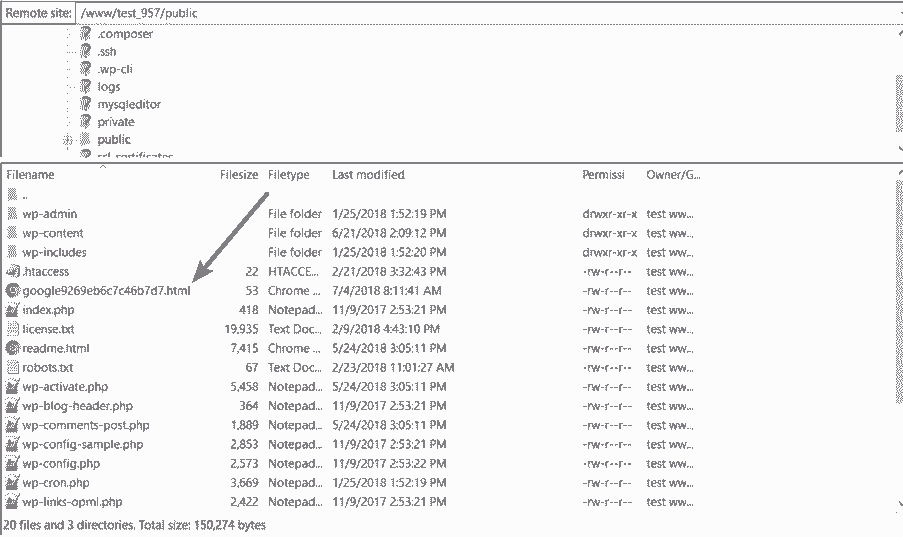 Remote site: /www/test_957/public
.composer
.ssh
.wp-cli
logs
mysqleditor
private
public
ssl_certificates
Filename Filesize Filetype Last modified Permissi Owner/G...
..
wp-admin File folder 1/25/2018 1:52:19 PM drwxr-xr-x test ww...
wp-content File folder 6/21/2018 2:09:12 PM drwxr-xr-x test ww...
wp-includes File folder 1/25/2018 1:52:20 PM drwxr-xr-x test ww...
.htaccess 22 HTACCE... 2/21/2018 3:32:43 PM -rw-r--r-- test ww...
google9269eb6c7c46b7d7.html 53 Chrome ... 7/4/2018 8:11:41 AM -rw-r--r-- test ww...
index.php 418 Notepad... 11/9/2017 2:53:21 PM -rw-r--r-- test ww...
license.txt 19,935 Text Doc... 2/9/2018 4:43:10 PM -rw-r--r-- test ww...
readme.html 7,415 Chrome ... 5/24/2018 3:05:11 PM -rw-r--r-- test ww...
robots.txt 67 Text Doc... 2/23/2018 11:01:27 AM -rw-r--r-- test ww...
wp-activate.php 5,458 Notepad... 5/24/2018 3:05:11 PM -rw-r--r-- test ww...
wp-blog-header.php 364 Notepad... 11/9/2017 2:53:21 PM -rw-r--r-- test ww...
wp-comments-post.php 1,889 Notepad... 5/24/2018 3:05:11 PM -rw-r--r-- test ww...
wp-config-sample.php 2,853 Notepad... 11/9/2017 2:53:21 PM -rw-r--r-- test ww...
wp-config.php 2,573 Notepad... 11/9/2017 2:53:22 PM -rw-r--r-- test ww...
wp-cron.php 3,669 Notepad... 1/25/2018 1:52:19 PM -rw-r--r-- test ww...
wp-links-opml.php 2,422 Notepad... 11/9/2017 2:53:21 PM -rw-r--r-- test ww...
20 files and 3 directories. Total size: 150,274 bytes